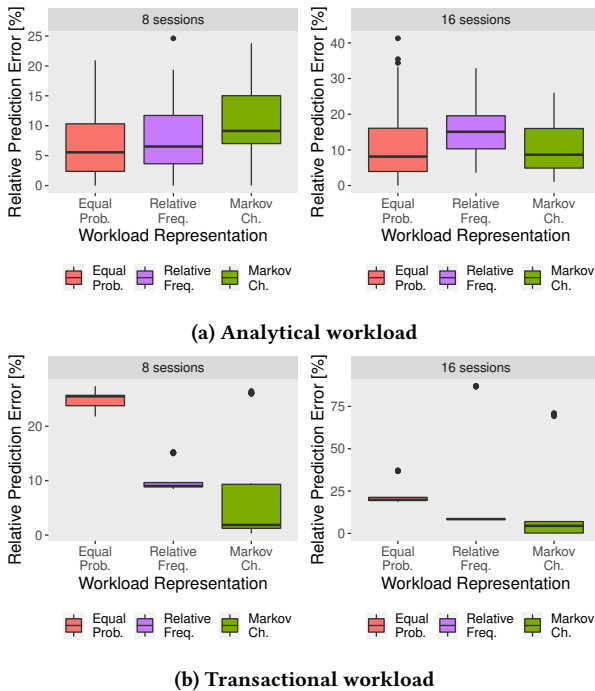 8 sessions
Relative Prediction Error [%]
25
20
15
10
5
0
Equal Prob.
Relative Freq.
Markov Ch.
Workload Representation
Equal Prob.
Relative Freq.
Markov Ch.
16 sessions
Relative Prediction Error [%]
40
30
20
10
0
Equal Prob.
Relative Freq.
Markov Ch.
Workload Representation
Equal Prob.
Relative Freq.
Markov Ch.
(a) Analytical workload
8 sessions
Relative Prediction Error [%]
20
10
0
Equal Prob.
Relative Freq.
Markov Ch.
Workload Representation
Equal Prob.
Relative Freq.
Markov Ch.
16 sessions
Relative Prediction Error [%]
75
50
25
0
Equal Prob.
Relative Freq.
Markov Ch.
Workload Representation
Equal Prob.
Relative Freq.
Markov Ch.
(b) Transactional workload